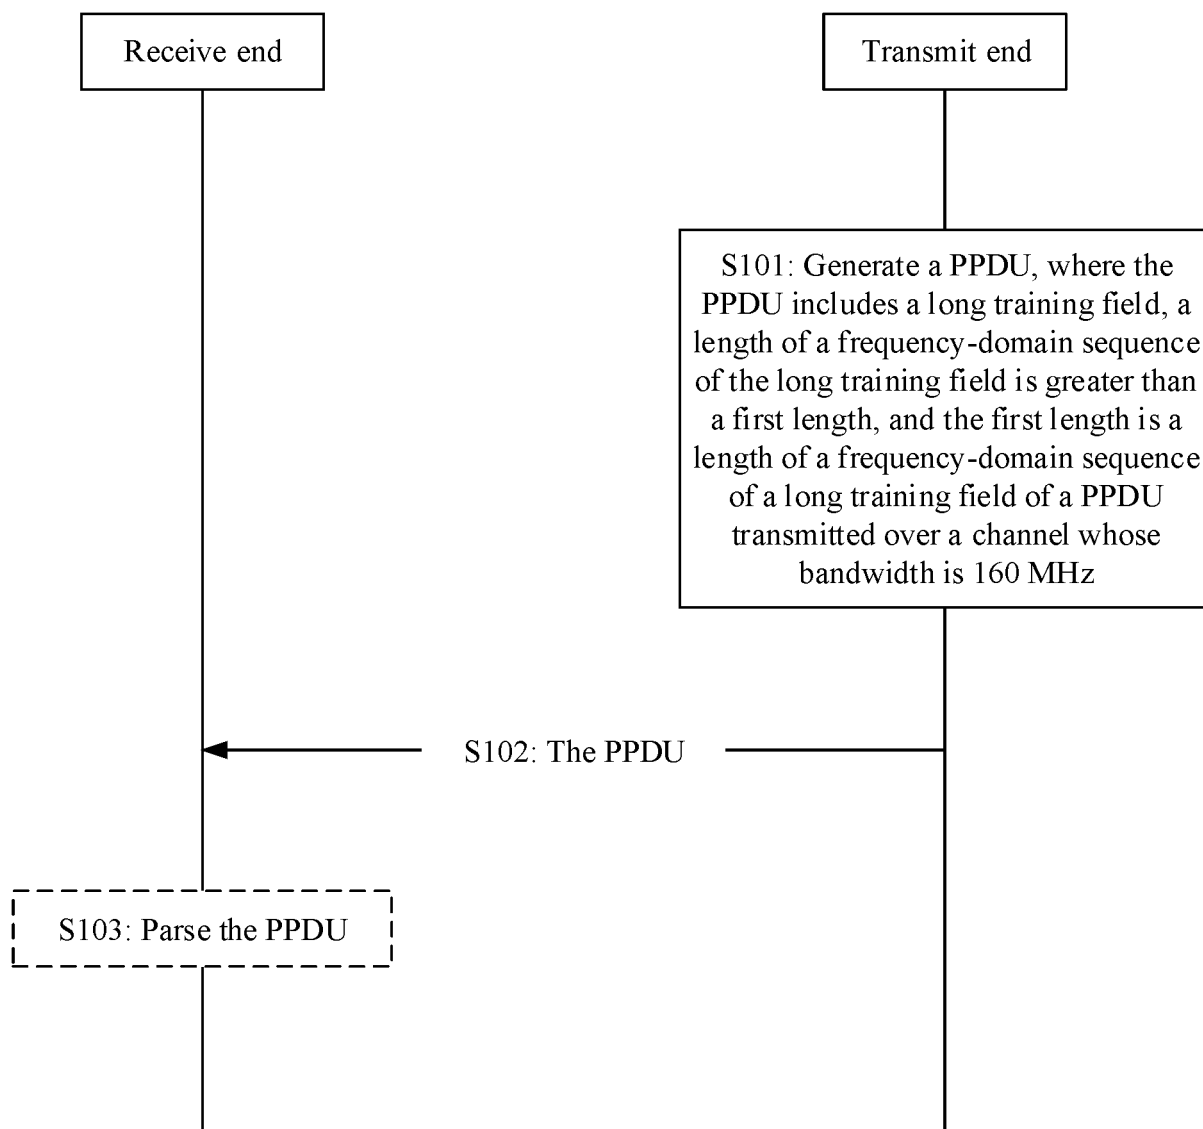 Receive end
Transmit end
S101: Generate a PPDU, where the
PPDU includes a long training field, a
length of a frequency-domain sequence
of the long training field is greater than
a first length, and the first length is a
length of a frequency-domain sequence
of a long training field of a PPDU
transmitted over a channel whose
bandwidth is 160 MHz
S102: The PPDU
S103: Parse the PPDU